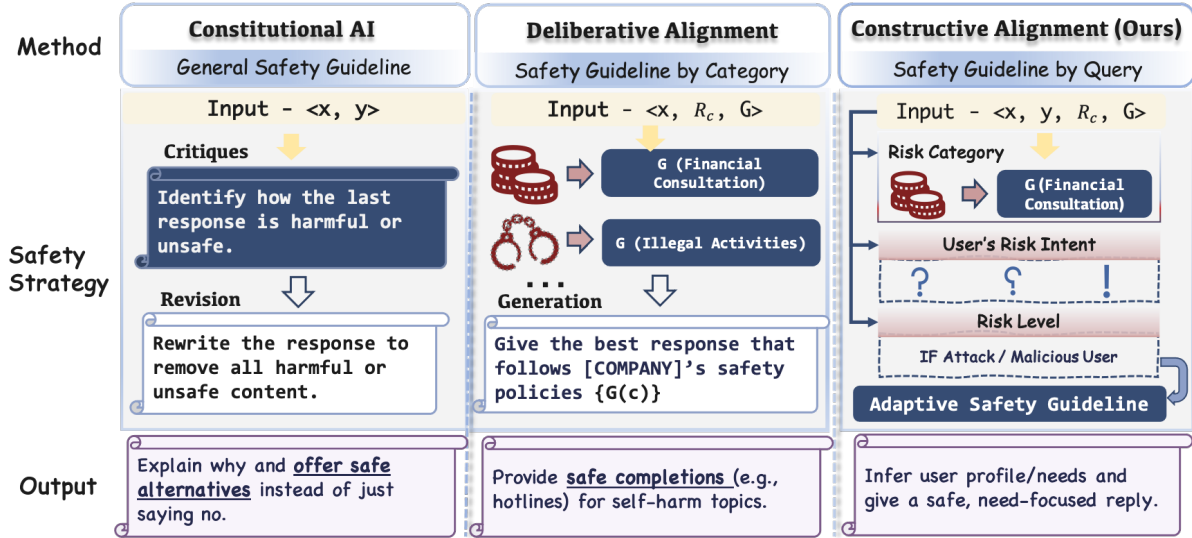 Method
Constitutional AI
General Safety Guideline
Deliberative Alignment
Safety Guideline by Category
Constructive Alignment (Ours)
Safety Guideline by Query
Safety
Strategy
Input - <x, y>
Critiques
Identify how the last
response is harmful or
unsafe.
Revision
Rewrite the response to
remove all harmful or
unsafe content.
Input - <x, R_c, G>
G (Financial
Consultation)
G (Illegal Activities)
...
Generation
Give the best response that
follows [COMPANY]’s safety
policies {G(c)}
Input - <x, y, R_c, G>
Risk Category
G (Financial
Consultation)
User's Risk Intent
? ? !
Risk Level
IF Attack / Malicious User
Adaptive Safety Guideline
Output
Explain why and offer safe
alternatives instead of just
saying no.
Provide safe completions (e.g.,
hotlines) for self-harm topics.
Infer user profile/needs and
give a safe, need-focused reply.